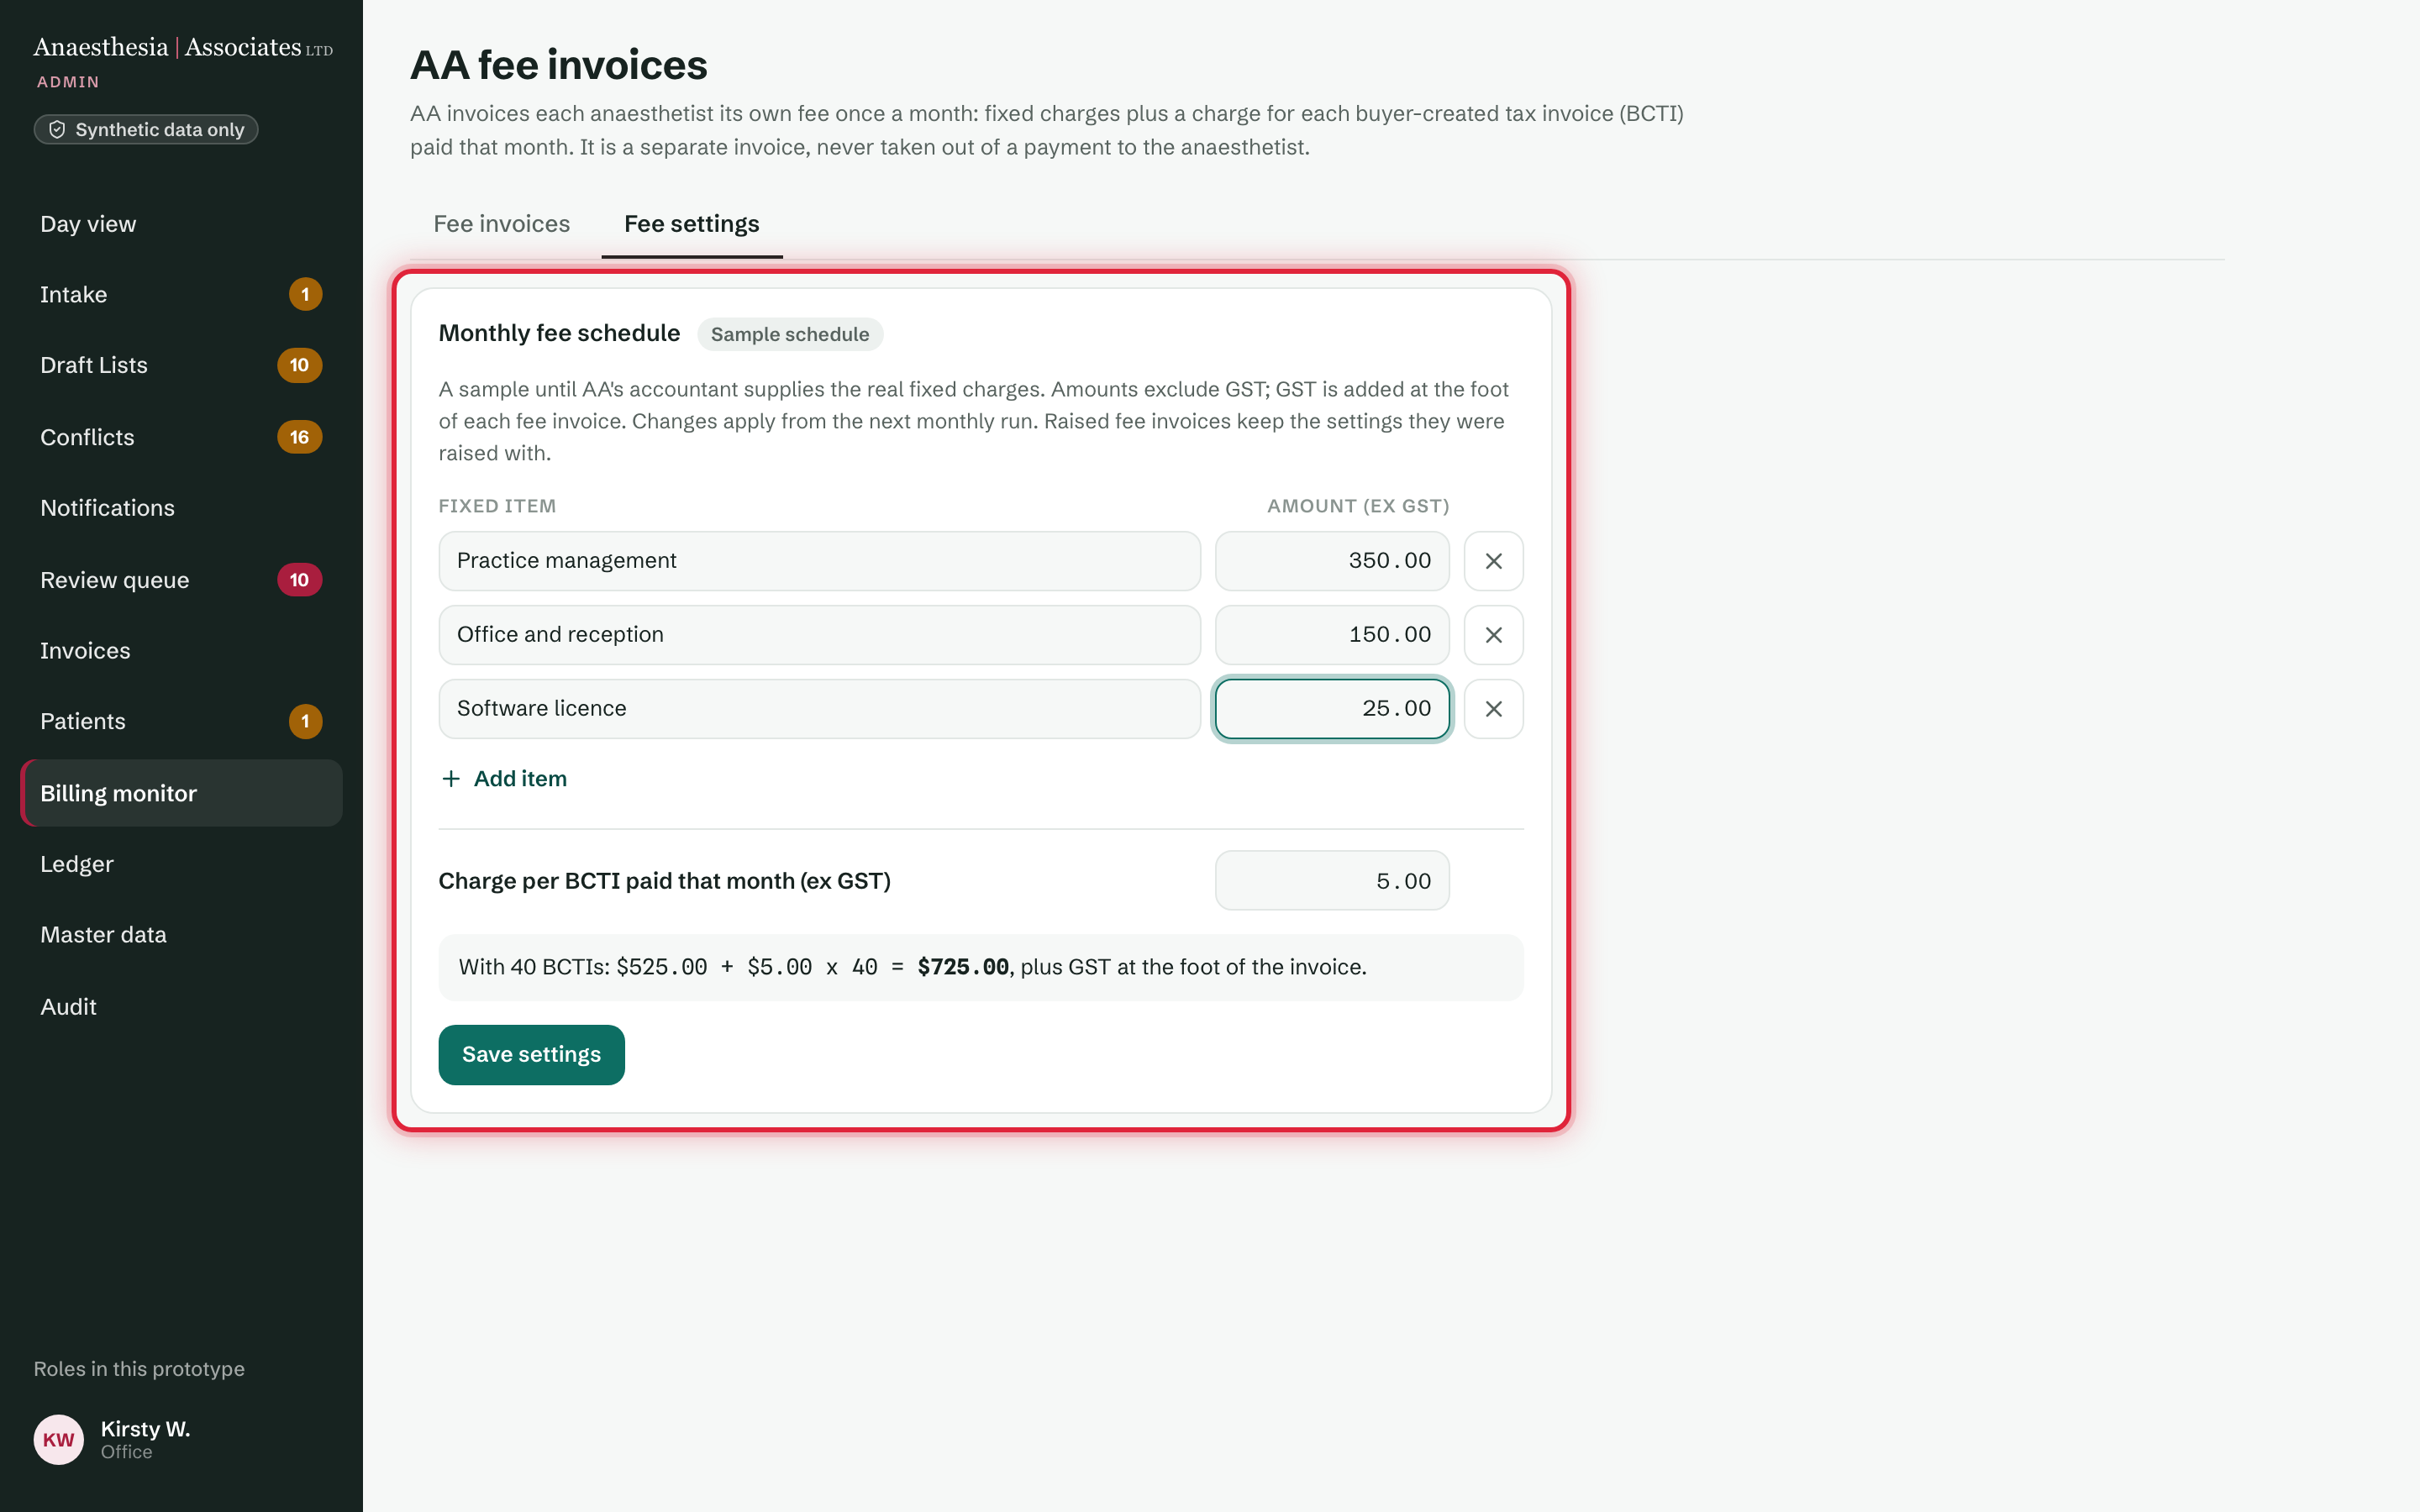 Anaesthesia | Associates LTD
ADMIN
Synthetic data only
Day view
Intake 1
Draft Lists 10
Conflicts 16
Notifications
Review queue 10
Invoices
Patients 1
Billing monitor
Ledger
Master data
Audit
Roles in this prototype
KW Kirsty W.
Office
AA fee invoices
AA invoices each anaesthetist its own fee once a month: fixed charges plus a charge for each buyer-created tax invoice (BCTI)
paid that month. It is a separate invoice, never taken out of a payment to the anaesthetist.
Fee invoices Fee settings
Monthly fee schedule Sample schedule
A sample until AA's accountant supplies the real fixed charges. Amounts exclude GST; GST is added at the foot
of each fee invoice. Changes apply from the next monthly run. Raised fee invoices keep the settings they were
raised with.
FIXED ITEM AMOUNT (EX GST)
Practice management 350.00
Office and reception 150.00
Software licence 25.00
+ Add item
Charge per BCTI paid that month (ex GST) 5.00
With 40 BCTIs: $525.00 + $5.00 x 40 = $725.00, plus GST at the foot of the invoice.
Save settings